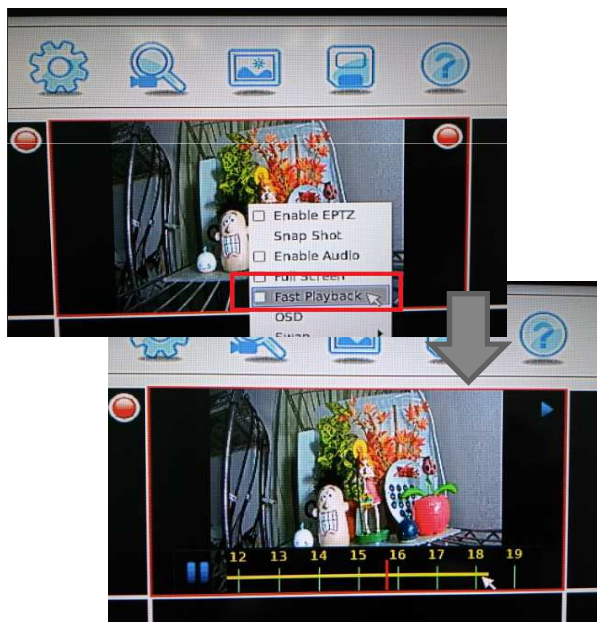 ?
Enable EPTZ
Snap Shot
Enable Audio
Full Screen
Fast Playback
OSD
Swap
?
12 13 14 15 16 17 18 19